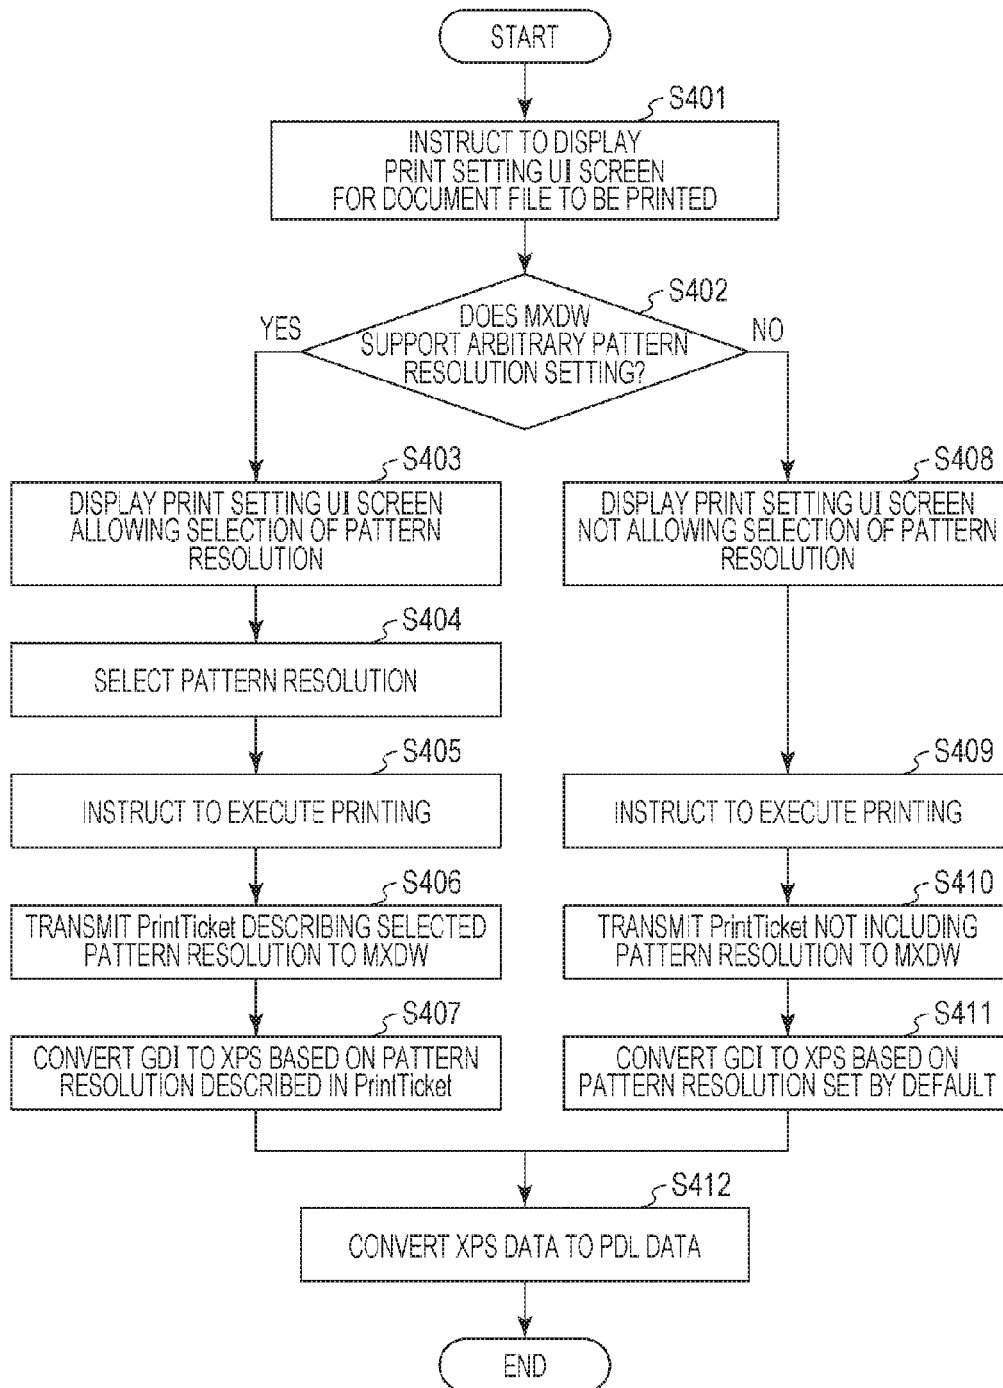 START
S401
INSTRUCT TO DISPLAY
PRINT SETTING UI SCREEN
FOR DOCUMENT FILE TO BE PRINTED
S402
YES
DOES MXDW
SUPPORT ARBITRARY PATTERN
RESOLUTION SETTING?
NO
S403
DISPLAY PRINT SETTING UI SCREEN
ALLOWING SELECTION OF PATTERN
RESOLUTION
S404
SELECT PATTERN RESOLUTION
S405
INSTRUCT TO EXECUTE PRINTING
S406
TRANSMIT PrintTicket DESCRIBING SELECTED
PATTERN RESOLUTION TO MXDW
S407
CONVERT GDI TO XPS BASED ON PATTERN
RESOLUTION DESCRIBED IN PrintTicket
S408
DISPLAY PRINT SETTING UI SCREEN
NOT ALLOWING SELECTION OF PATTERN
RESOLUTION
S409
INSTRUCT TO EXECUTE PRINTING
S410
TRANSMIT PrintTicket NOT INCLUDING
PATTERN RESOLUTION TO MXDW
S411
CONVERT GDI TO XPS BASED ON
PATTERN RESOLUTION SET BY DEFAULT
S412
CONVERT XPS DATA TO PDL DATA
END